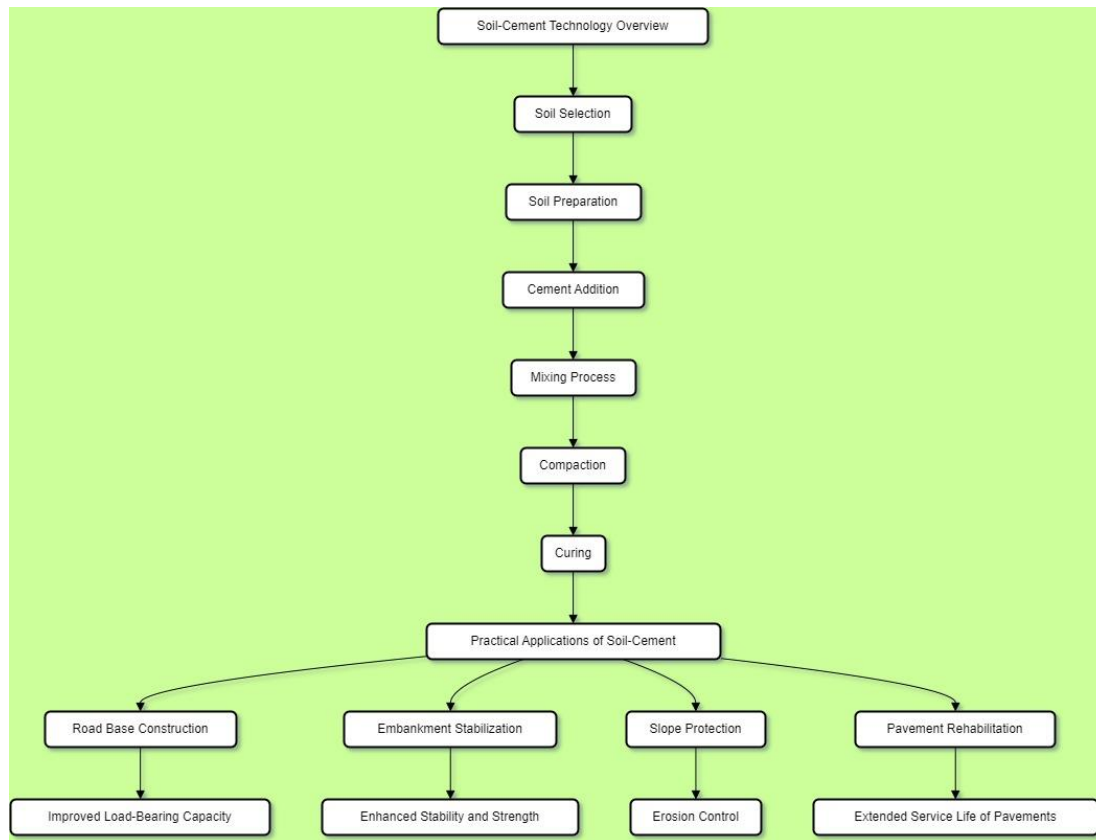 Soil-Cement Technology Overview
Soil Selection
Soil Preparation
Cement Addition
Mixing Process
Compaction
Curing
Practical Applications of Soil-Cement
Road Base Construction
Embankment Stabilization
Slope Protection
Pavement Rehabilitation
Improved Load-Bearing Capacity
Enhanced Stability and Strength
Erosion Control
Extended Service Life of Pavements